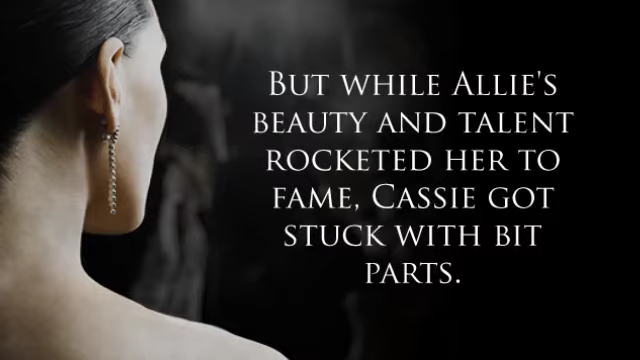 But while Allie's
beauty and talent
rocketed her to
fame, Cassie got
stuck with bit
parts.